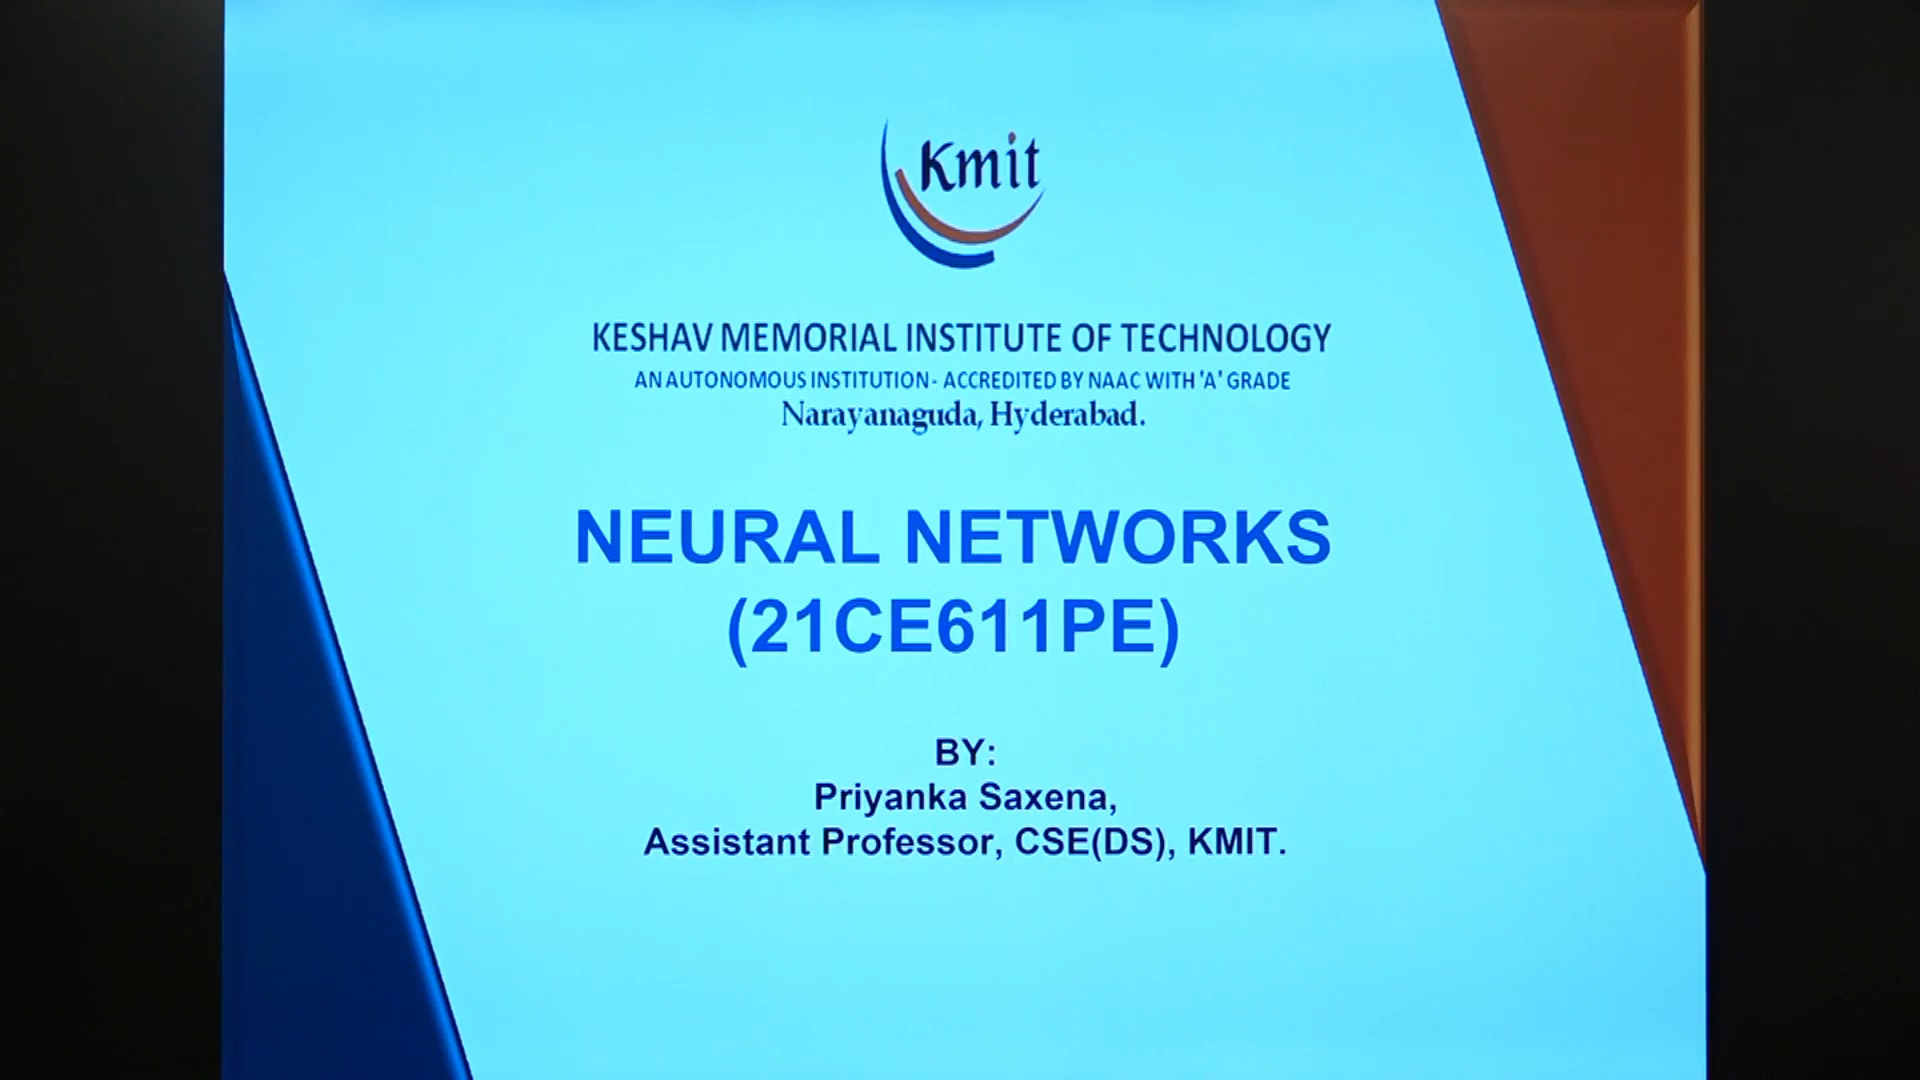 Kmit
KESHAV MEMORIAL INSTITUTE OF TECHNOLOGY
AN AUTONOMOUS INSTITUTION - ACCREDITED BY NAAC WITH 'A' GRADE
Narayanaguda, Hyderabad.
NEURAL NETWORKS
(21CE611PE)
BY:
Priyanka Saxena,
Assistant Professor, CSE(DS), KMIT.